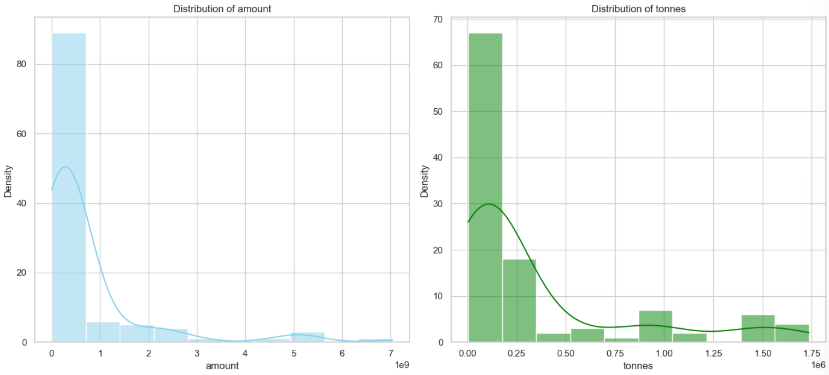 Distribution of amount
Density
80
60
40
20
0
0 1 2 3 4 5 6 7
1e9
amount
Distribution of tonnes
Density
70
60
50
40
30
20
10
0
0.00 0.25 0.50 0.75 1.00 1.25 1.50 1.75
1e6
tonnes